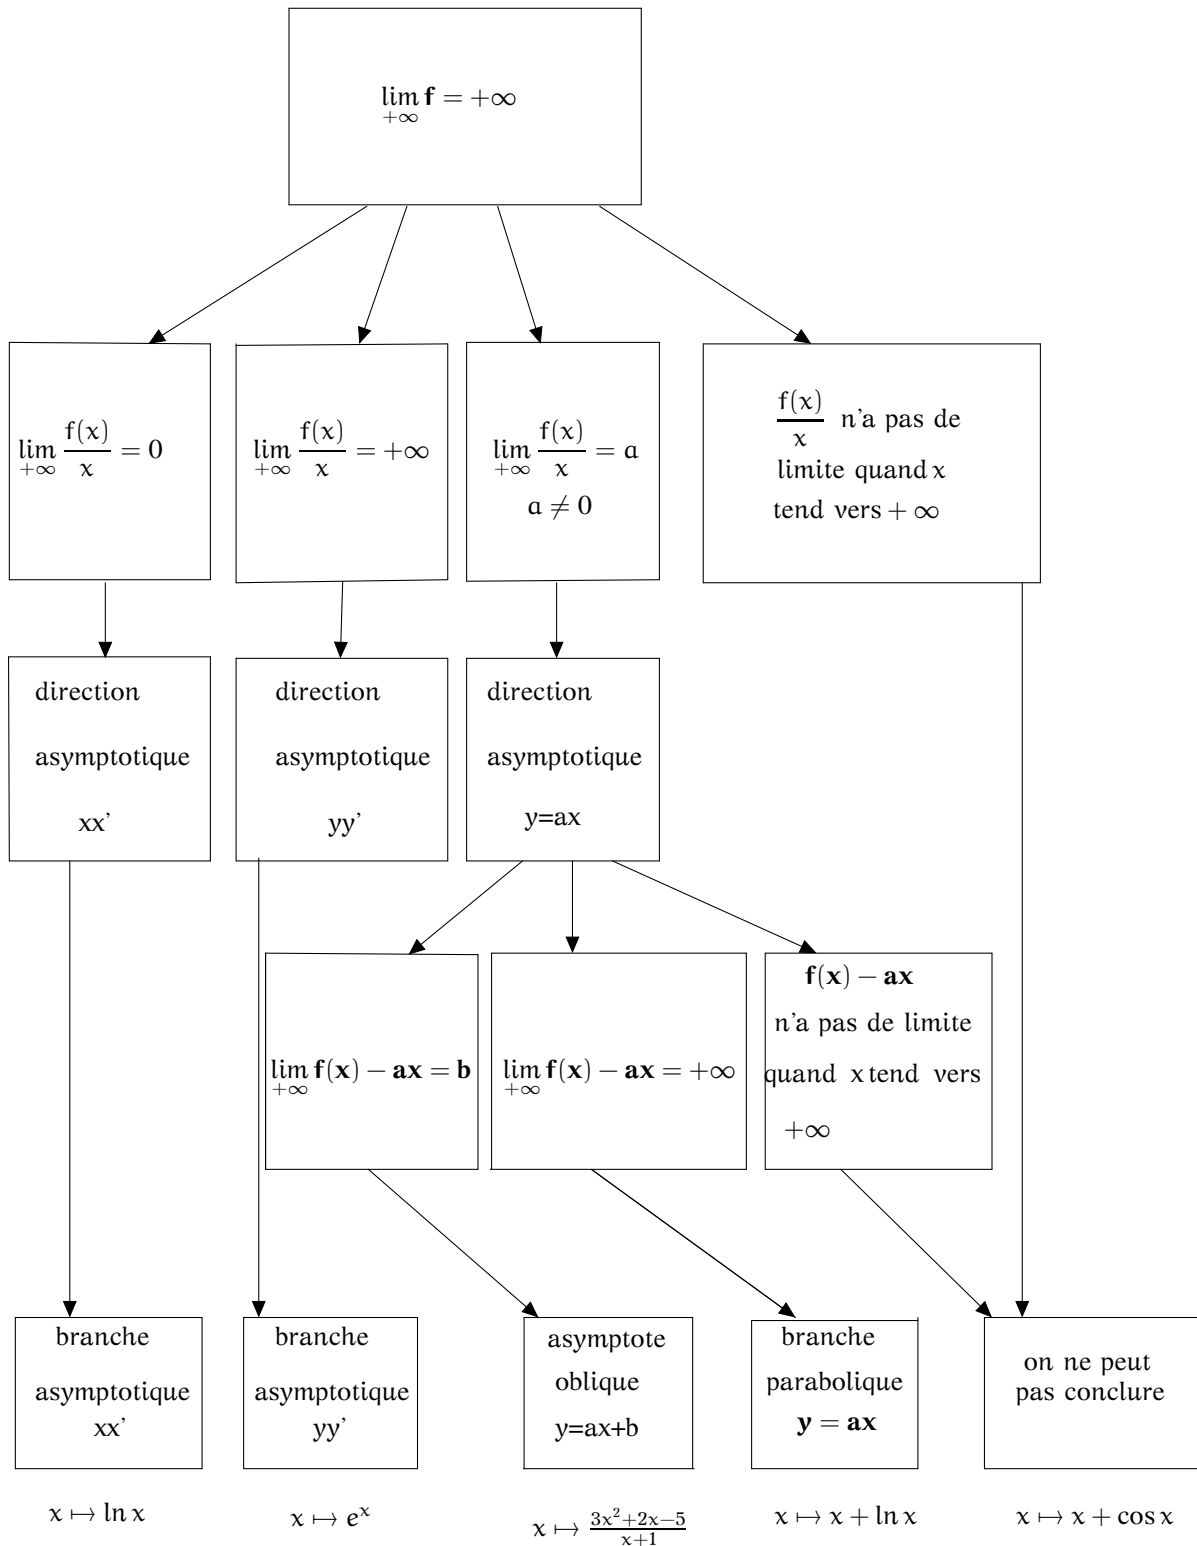 lim f = +∞
+∞
lim f(x)/x = 0
+∞
lim f(x)/x = +∞
+∞
lim f(x)/x = a
+∞
a ≠ 0
f(x)/x n'a pas de
limite quand x
tend vers + ∞
direction
asymptotique
xx'
direction
asymptotique
yy'
direction
asymptotique
y=ax
lim f(x) − ax = b
+∞
lim f(x) − ax = +∞
+∞
f(x) − ax
n'a pas de limite
quand x tend vers
+∞
branche
asymptotique
xx'
branche
asymptotique
yy'
asymptote
oblique
y=ax+b
branche
parabolique
y = ax
on ne peut
pas conclure
x ↦ ln x
x ↦ eˣ
x ↦ (3x²+2x−5)/(x+1)
x ↦ x + ln x
x ↦ x + cos x